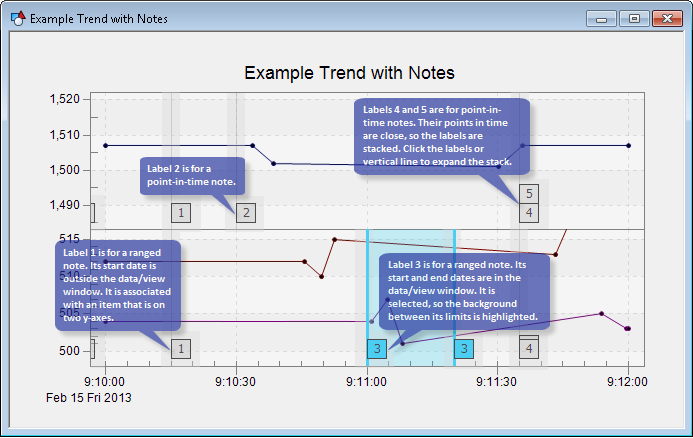 Example Trend with Notes
Example Trend with Notes
1,520
Labels 4 and 5 are for point-in-
time notes. Their points in time
are close, so the labels are
stacked. Click the labels or
vertical line to expand the stack.
1,510
1,500
Label 2 is for a
point-in-time note.
1,490
5
1
2
4
515
Label 1 is for a ranged
note. Its start date is
outside the data/view
window. It is associated
with an item that is on
two y-axes.
Label 3 is for a ranged note. Its
start and end dates are in the
data/view window. It is
selected, so the background
between its limits is highlighted.
510
505
500
1
3
3
4
9:10:00
9:10:30
9:11:00
9:11:30
9:12:00
Feb 15 Fri 2013